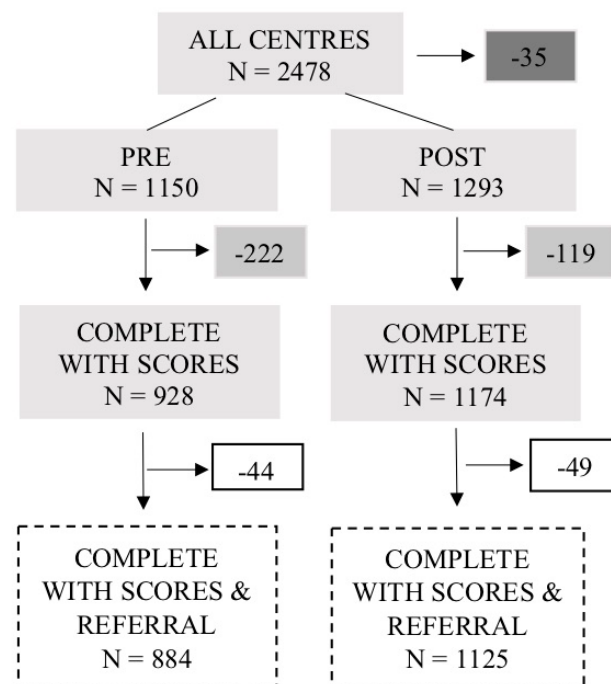 ALL CENTRES
N = 2478
-35
PRE
N = 1150
POST
N = 1293
-222
-119
COMPLETE
WITH SCORES
N = 928
COMPLETE
WITH SCORES
N = 1174
-44
-49
COMPLETE
WITH SCORES &
REFERRAL
N = 884
COMPLETE
WITH SCORES &
REFERRAL
N = 1125